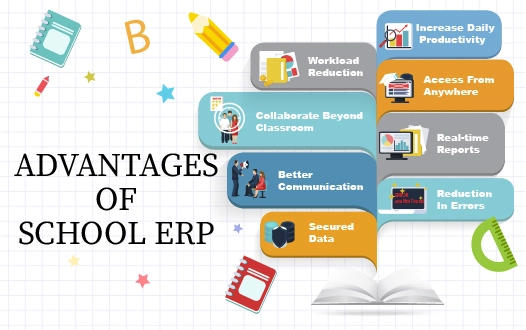 B
ADVANTAGES
OF
SCHOOL ERP
Workload
Reduction
Collaborate Beyond
Classroom
Better
Communication
Secured
Data
Increase Daily
Productivity
Access From
Anywhere
Real-time
Reports
Reduction
In Errors